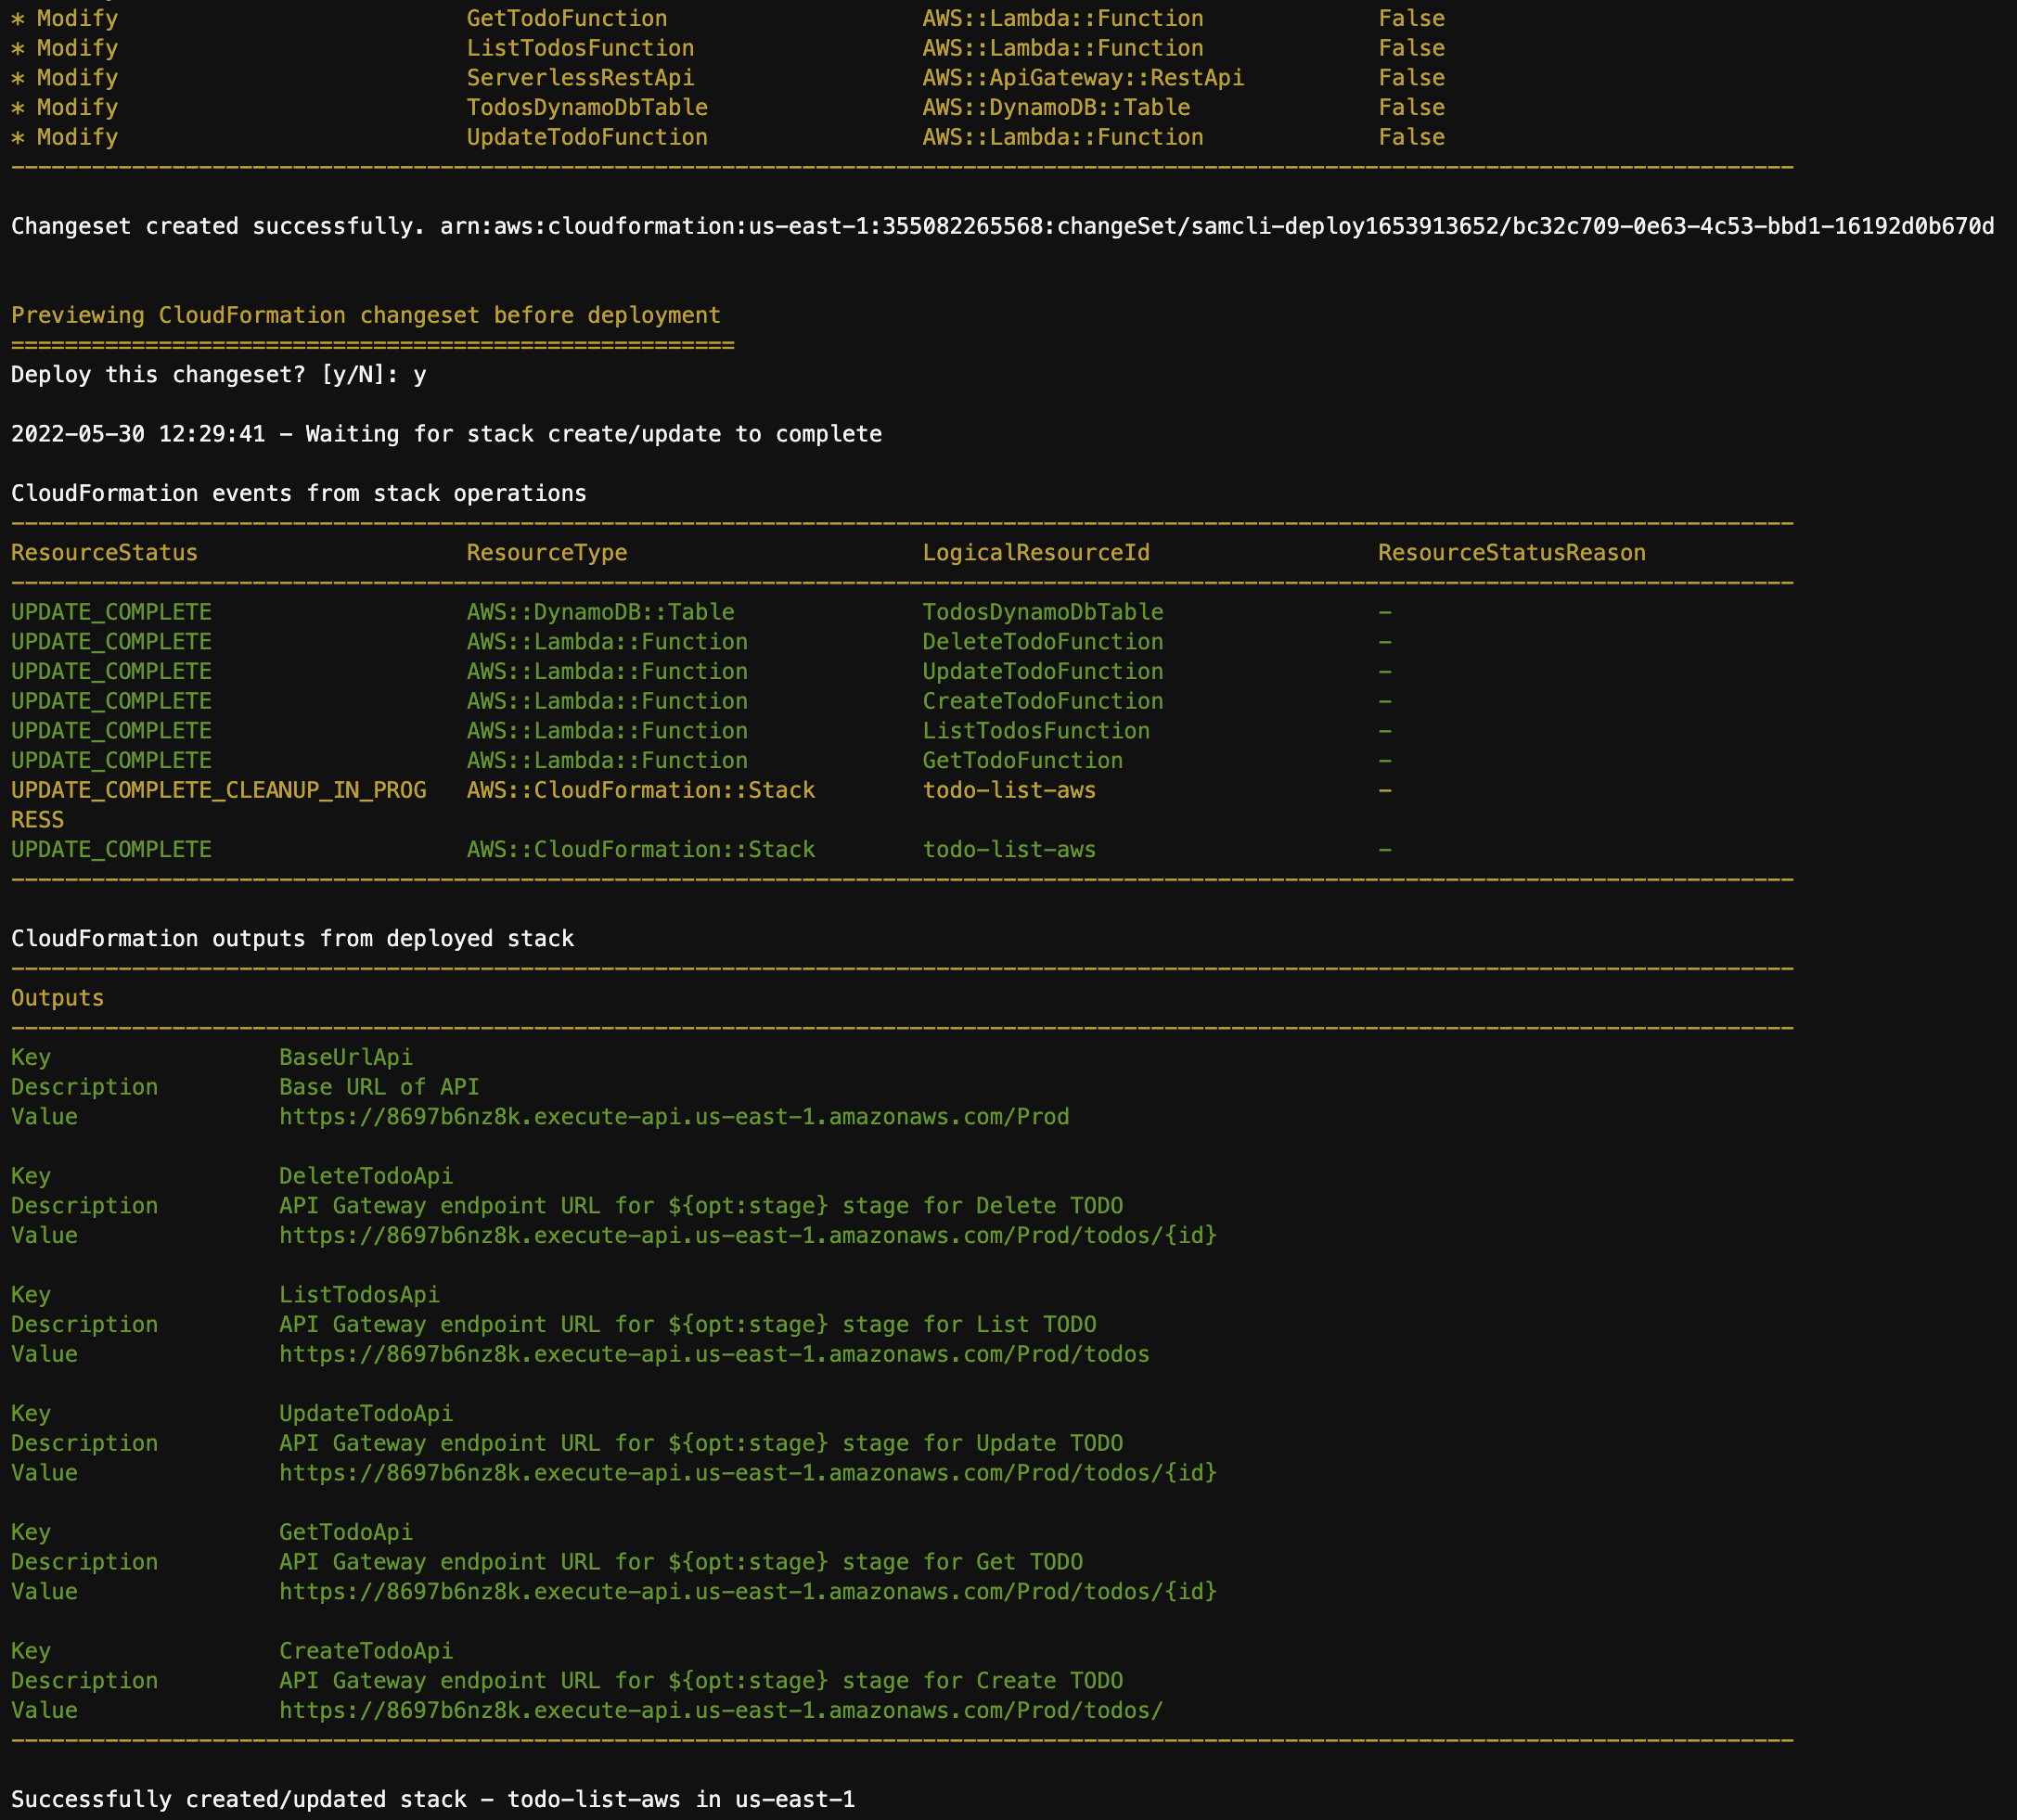 * Modify GetTodoFunction AWS::Lambda::Function False
* Modify ListTodosFunction AWS::Lambda::Function False
* Modify ServerlessRestApi AWS::ApiGateway::RestApi False
* Modify TodosDynamoDbTable AWS::DynamoDB::Table False
* Modify UpdateTodoFunction AWS::Lambda::Function False
Changeset created successfully. arn:aws:cloudformation:us-east-1:355082265568:changeSet/samcli-deploy1653913652/bc32c709-0e63-4c53-bbd1-16192d0b670d
Previewing CloudFormation changeset before deployment
======================================================
Deploy this changeset? [y/N]: y
2022-05-30 12:29:41 - Waiting for stack create/update to complete
CloudFormation events from stack operations
ResourceStatus ResourceType LogicalResourceId ResourceStatusReason
UPDATE_COMPLETE AWS::DynamoDB::Table TodosDynamoDbTable -
UPDATE_COMPLETE AWS::Lambda::Function DeleteTodoFunction -
UPDATE_COMPLETE AWS::Lambda::Function UpdateTodoFunction -
UPDATE_COMPLETE AWS::Lambda::Function CreateTodoFunction -
UPDATE_COMPLETE AWS::Lambda::Function ListTodosFunction -
UPDATE_COMPLETE AWS::Lambda::Function GetTodoFunction -
UPDATE_COMPLETE_CLEANUP_IN_PROG AWS::CloudFormation::Stack todo-list-aws -
RESS
UPDATE_COMPLETE AWS::CloudFormation::Stack todo-list-aws -
CloudFormation outputs from deployed stack
Outputs
Key BaseUrlApi
Description Base URL of API
Value https://8697b6nz8k.execute-api.us-east-1.amazonaws.com/Prod
Key DeleteTodoApi
Description API Gateway endpoint URL for ${opt:stage} stage for Delete TODO
Value https://8697b6nz8k.execute-api.us-east-1.amazonaws.com/Prod/todos/{id}
Key ListTodosApi
Description API Gateway endpoint URL for ${opt:stage} stage for List TODO
Value https://8697b6nz8k.execute-api.us-east-1.amazonaws.com/Prod/todos
Key UpdateTodoApi
Description API Gateway endpoint URL for ${opt:stage} stage for Update TODO
Value https://8697b6nz8k.execute-api.us-east-1.amazonaws.com/Prod/todos/{id}
Key GetTodoApi
Description API Gateway endpoint URL for ${opt:stage} stage for Get TODO
Value https://8697b6nz8k.execute-api.us-east-1.amazonaws.com/Prod/todos/{id}
Key CreateTodoApi
Description API Gateway endpoint URL for ${opt:stage} stage for Create TODO
Value https://8697b6nz8k.execute-api.us-east-1.amazonaws.com/Prod/todos/
Successfully created/updated stack - todo-list-aws in us-east-1